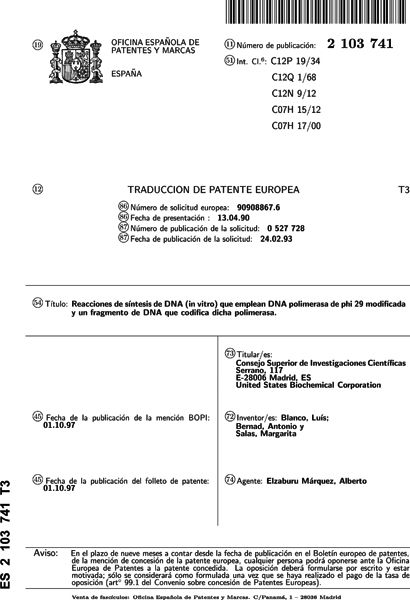 ⑲
OFICINA ESPAÑOLA DE
PATENTES Y MARCAS
ESPAÑA
⑪ Número de publicación: 2 103 741
51 Int. Cl.⁶: C12P 19/34
C12Q 1/68
C12N 9/12
C07H 15/12
C07H 17/00
⑫ TRADUCCION DE PATENTE EUROPEA T3
86 Número de solicitud europea: 90908867.6
86 Fecha de presentación : 13.04.90
87 Número de publicación de la solicitud: 0 527 728
87 Fecha de publicación de la solicitud: 24.02.93
54 Título: Reacciones de síntesis de DNA (in vitro) que emplean DNA polimerasa de phi 29 modificada
y un fragmento de DNA que codifica dicha polimerasa.
73 Titular/es:
Consejo Superior de Investigaciones Científicas
Serrano, 117
E-28006 Madrid, ES
United States Biochemical Corporation
45 Fecha de la publicación de la mención BOPI:
01.10.97
72 Inventor/es: Blanco, Luís;
Bernad, Antonio y
Salas, Margarita
45 Fecha de la publicación del folleto de patente:
01.10.97
74 Agente: Elzaburu Márquez, Alberto
ES 2 103 741 T3
Aviso: En el plazo de nueve meses a contar desde la fecha de publicación en el Boletín europeo de patentes,
de la mención de concesión de la patente europea, cualquier persona podrá oponerse ante la Oficina
Europea de Patentes a la patente concedida. La oposición deberá formularse por escrito y estar
motivada; sólo se considerará como formulada una vez que se haya realizado el pago de la tasa de
oposición (art° 99.1 del Convenio sobre concesión de Patentes Europeas).
Venta de fascículos: Oficina Española de Patentes y Marcas. C/Panamá, 1 – 28036 Madrid